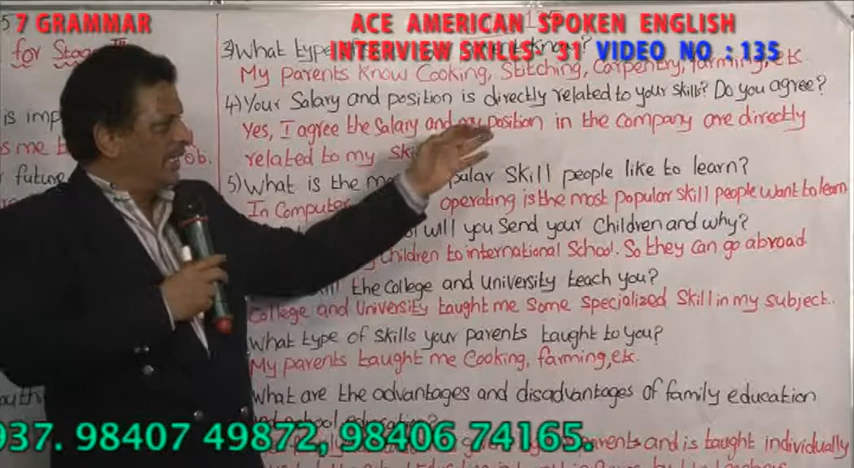 7 GRAMMAR
ACE AMERICAN SPOKEN ENGLISH
INTERVIEW SKILLS - 31 VIDEO NO : 135
for
is imp
s me b
ob.
future
3) What type know?
My parents know Cooking, Stitching, Carpentry, farming, etc
4) Your Salary and position is directly related to your skills? Do you agree?
Yes, I agree the Salary and my position in the company are directly
related to my
5) What is the Skill people like to learn?
In Computer operating is the most popular skill people want to learn
will you send your Children and why?
Children to international School. So they can go abroad
the College and university teach you?
College and University taught me some specialized skill in my subject.
What type of skills your parents taught to you?
My parents taught me Cooking, farming, etc.
What are the advantages and disadvantages of family education
parents and is taught individually
937. 98407 49872, 98406 74165.